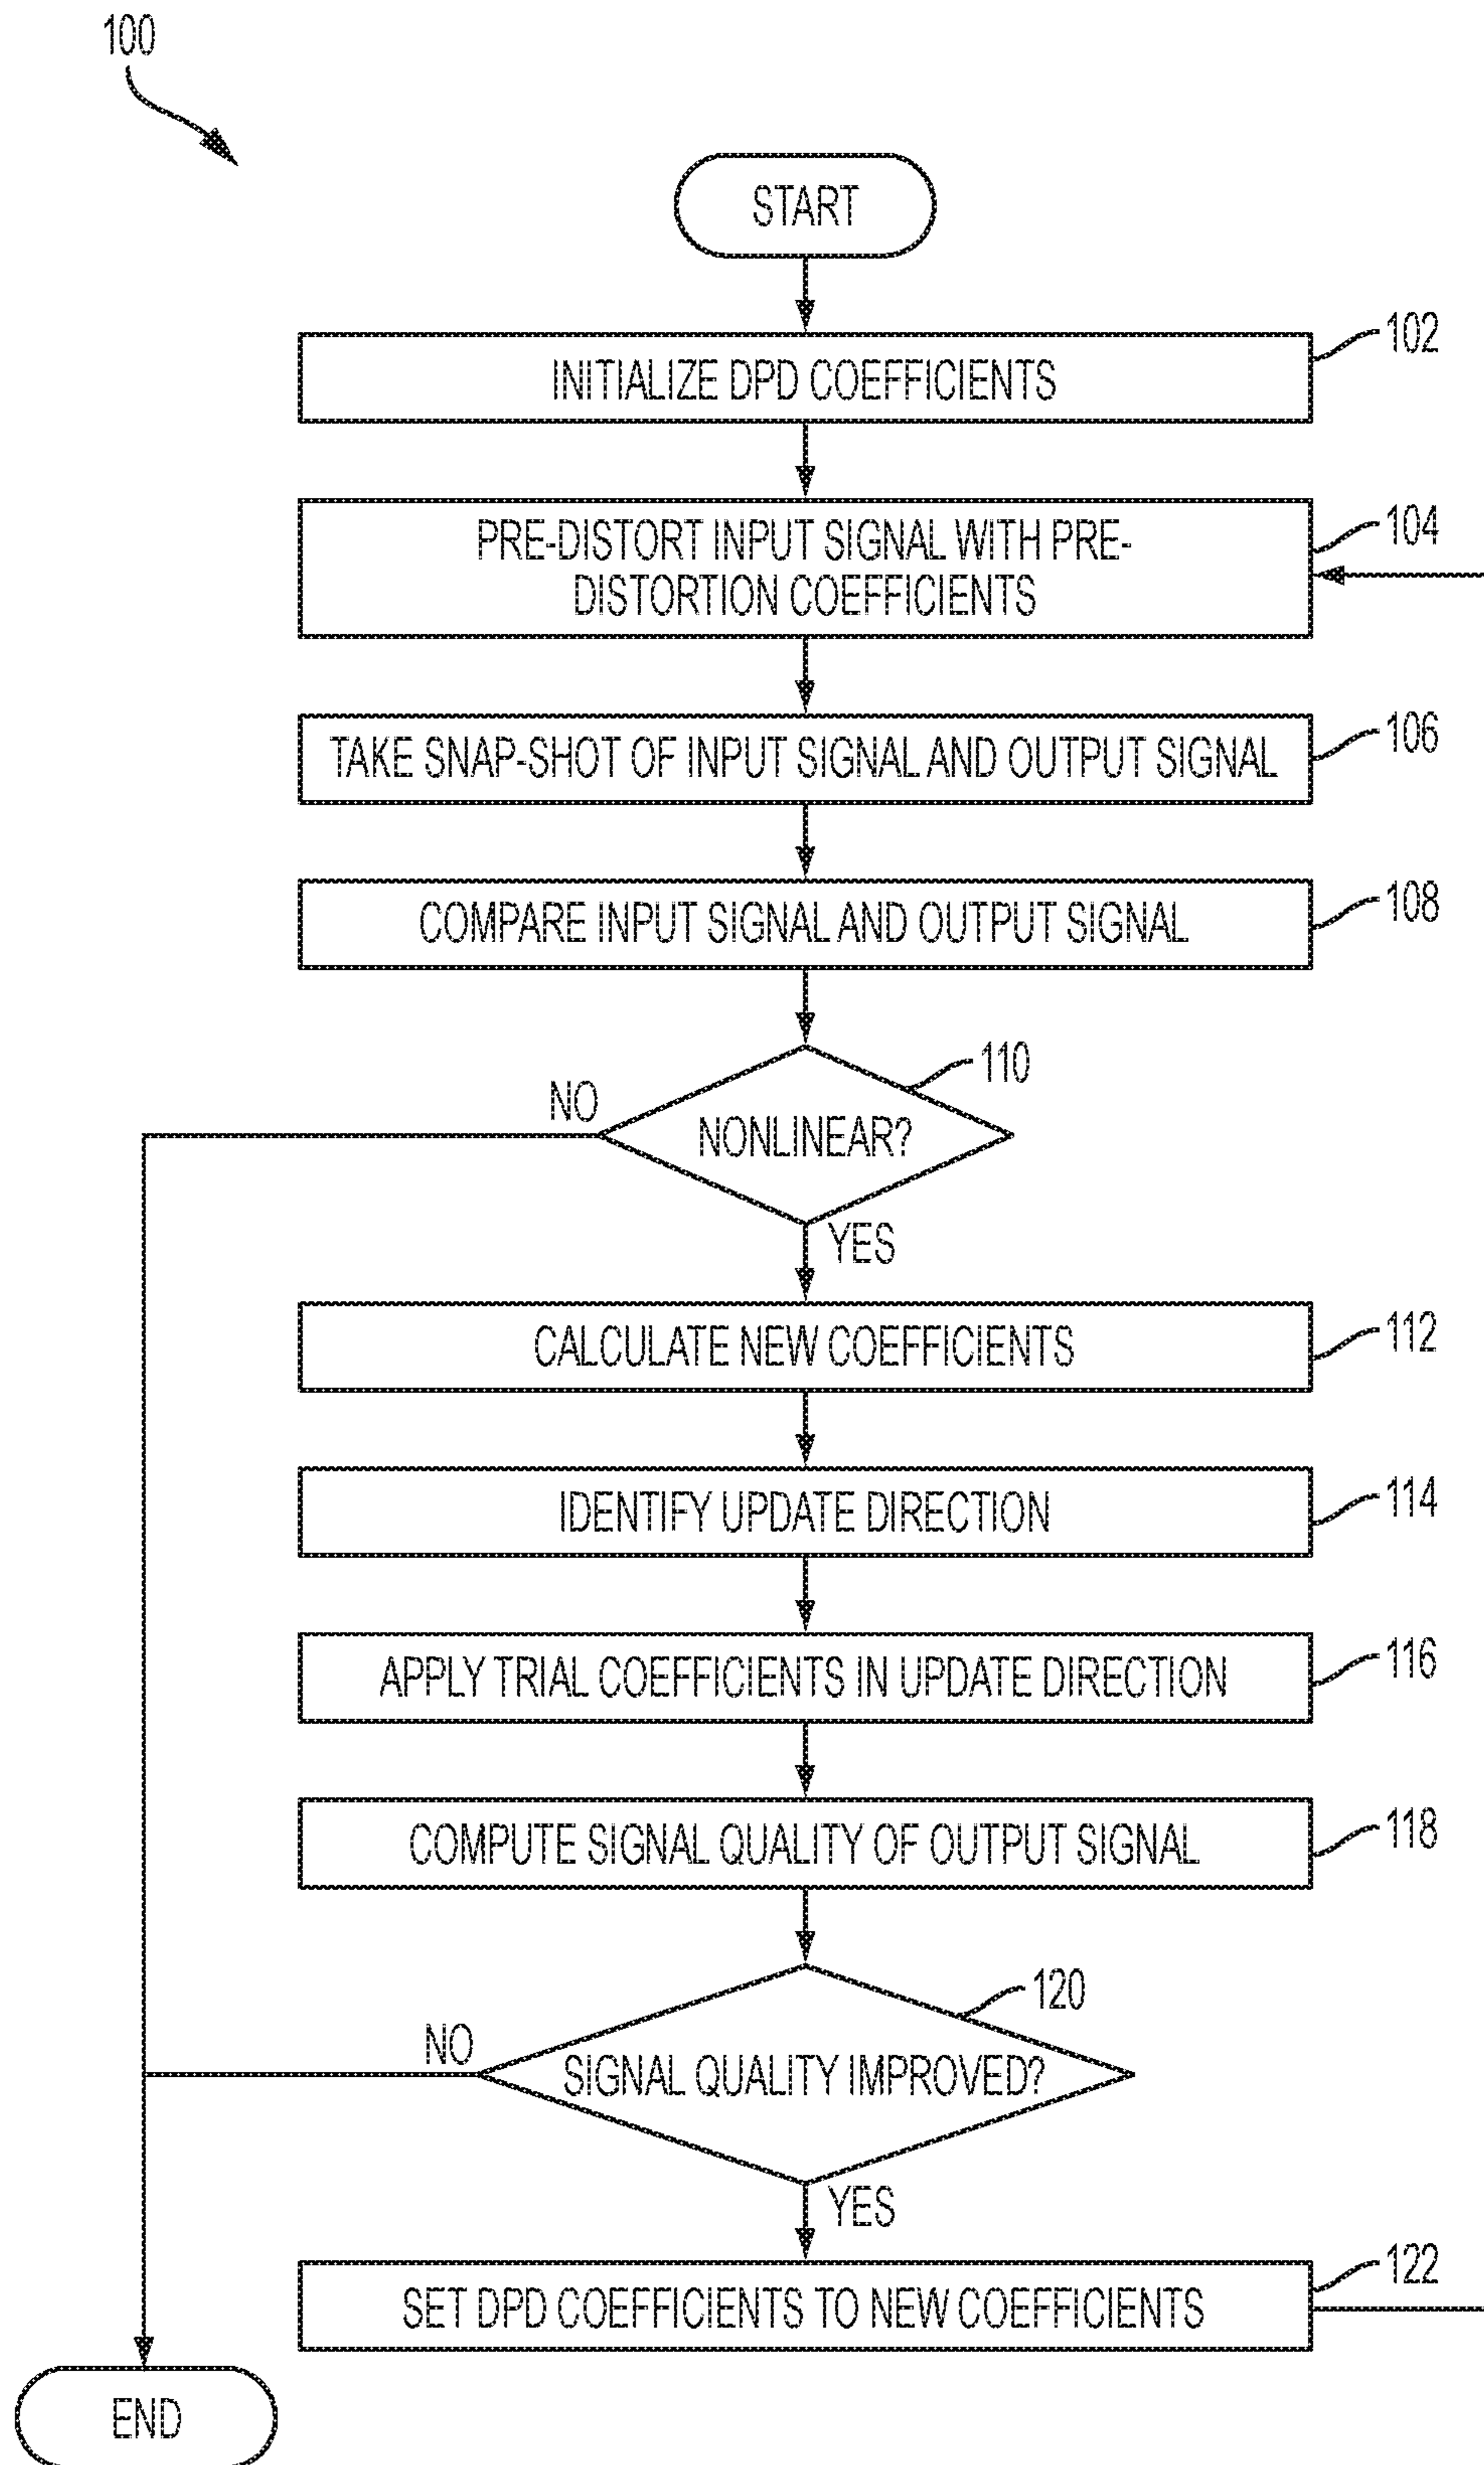 100
START
INITIALIZE DPD COEFFICIENTS
102
PRE-DISTORT INPUT SIGNAL WITH PRE-
DISTORTION COEFFICIENTS
104
TAKE SNAP-SHOT OF INPUT SIGNAL AND OUTPUT SIGNAL
106
COMPARE INPUT SIGNAL AND OUTPUT SIGNAL
108
110
NO
NONLINEAR?
YES
CALCULATE NEW COEFFICIENTS
112
IDENTIFY UPDATE DIRECTION
114
APPLY TRIAL COEFFICIENTS IN UPDATE DIRECTION
116
COMPUTE SIGNAL QUALITY OF OUTPUT SIGNAL
118
120
NO
SIGNAL QUALITY IMPROVED?
YES
SET DPD COEFFICIENTS TO NEW COEFFICIENTS
122
END